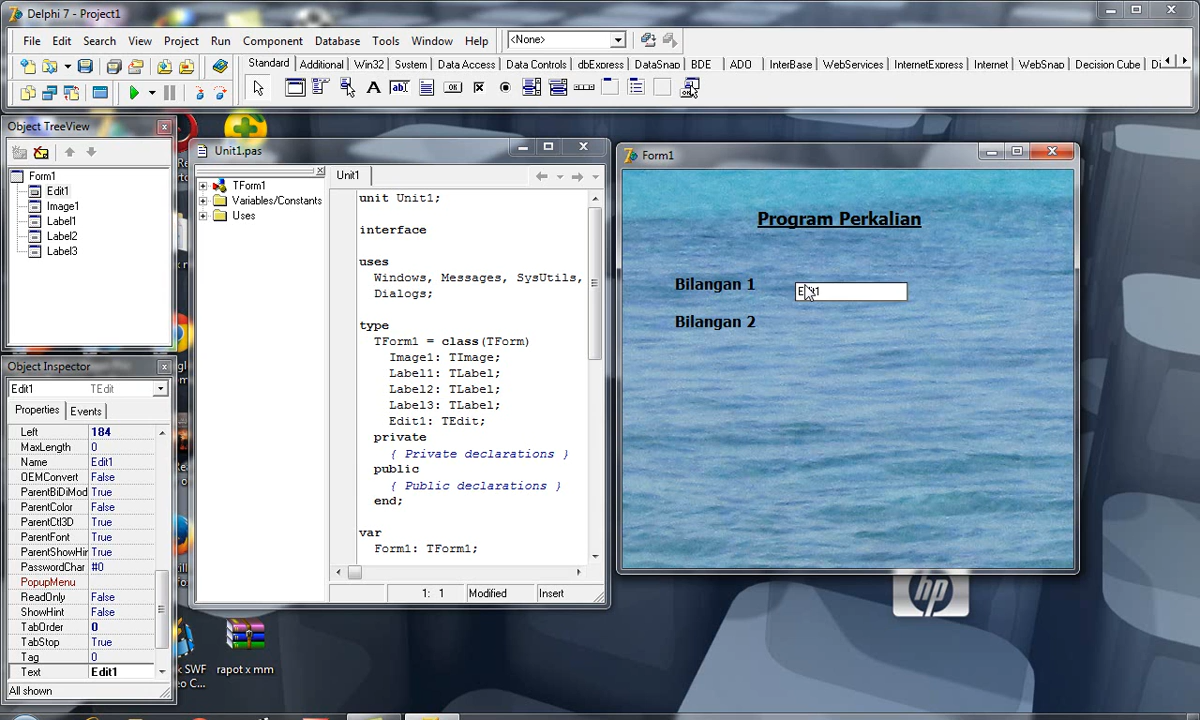 Delphi 7 - Project1
File Edit Search View Project Run Component Database Tools Window Help
<None>
Standard Additional Win32 System Data Access Data Controls dbExpress DataSnap BDE ADO InterBase WebServices InternetExpress Internet WebSnap Decision Cube
Object TreeView
Form1
Edit1
Image1
Label1
Label2
Label3
Object Inspector
Edit1 TEdit
Properties Events
Left 184
MaxLength 0
Name Edit1
OEMConvert False
ParentBiDiMod True
ParentColor False
ParentCtl3D True
ParentFont True
ParentShowHin True
PasswordChar #0
PopupMenu
ReadOnly False
ShowHint False
TabOrder 0
TabStop True
Tag 0
Text Edit1
All shown
Unit1.pas
TForm1
Variables/Constants
Uses
Unit1
unit Unit1;
interface
uses
Windows, Messages, SysUtils,
Dialogs;
type
TForm1 = class(TForm)
Image1: TImage;
Label1: TLabel;
Label2: TLabel;
Label3: TLabel;
Edit1: TEdit;
private
{ Private declarations }
public
{ Public declarations }
end;
var
Form1: TForm1;
1: 1 Modified Insert
Form1
Program Perkalian
Bilangan 1
Bilangan 2
hp
SWF
rapot x mm